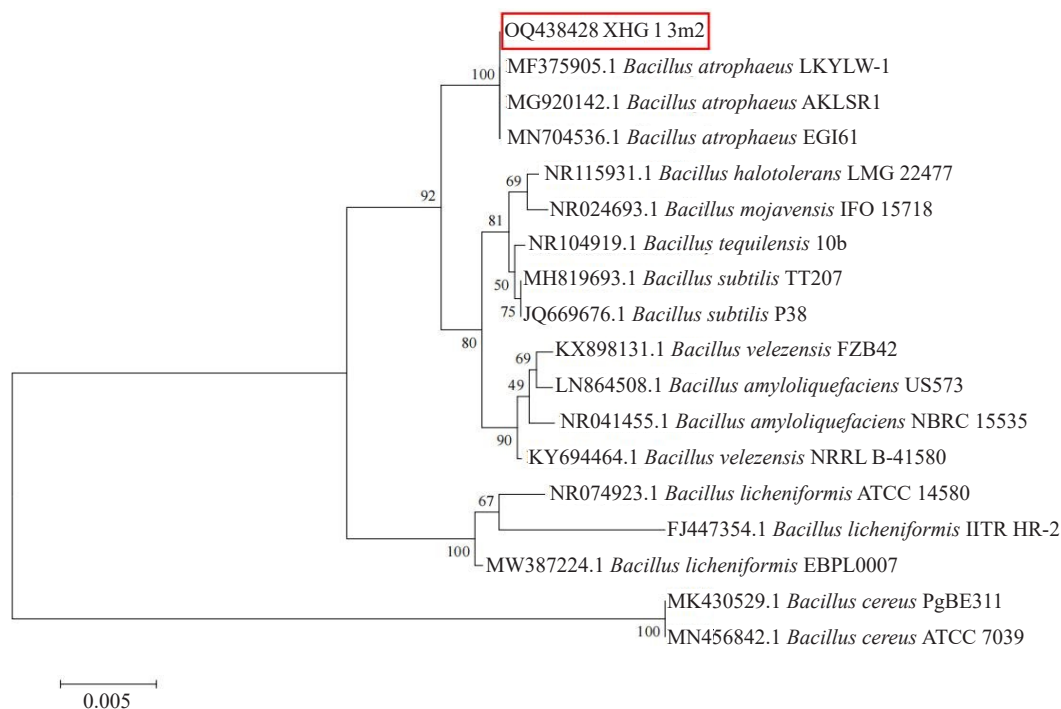 OQ438428 XHG 1 3m2
MF375905.1 Bacillus atrophaeus LKYLW-1
100
MG920142.1 Bacillus atrophaeus AKLSR1
MN704536.1 Bacillus atrophaeus EGI61
NR115931.1 Bacillus halotolerans LMG 22477
69
92
NR024693.1 Bacillus mojavensis IFO 15718
81
NR104919.1 Bacillus tequilensis 10b
MH819693.1 Bacillus subtilis TT207
50
75
JQ669676.1 Bacillus subtilis P38
80
KX898131.1 Bacillus velezensis FZB42
69
LN864508.1 Bacillus amyloliquefaciens US573
49
NR041455.1 Bacillus amyloliquefaciens NBRC 15535
90
KY694464.1 Bacillus velezensis NRRL B-41580
NR074923.1 Bacillus licheniformis ATCC 14580
67
FJ447354.1 Bacillus licheniformis IITR HR-2
100
MW387224.1 Bacillus licheniformis EBPL0007
MK430529.1 Bacillus cereus PgBE311
100
MN456842.1 Bacillus cereus ATCC 7039
0.005